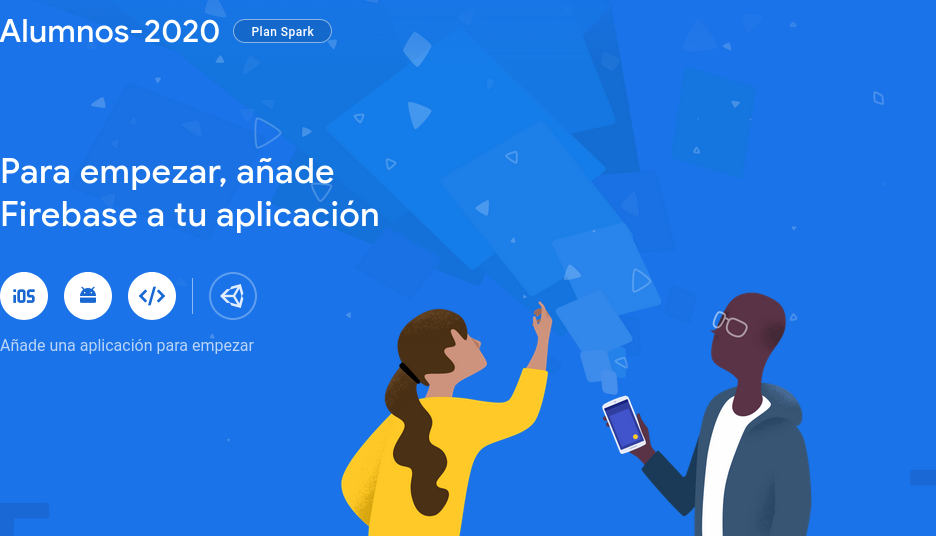 Alumnos-2020 Plan Spark
Para empezar, añade
Firebase a tu aplicación
iOS
Añade una aplicación para empezar